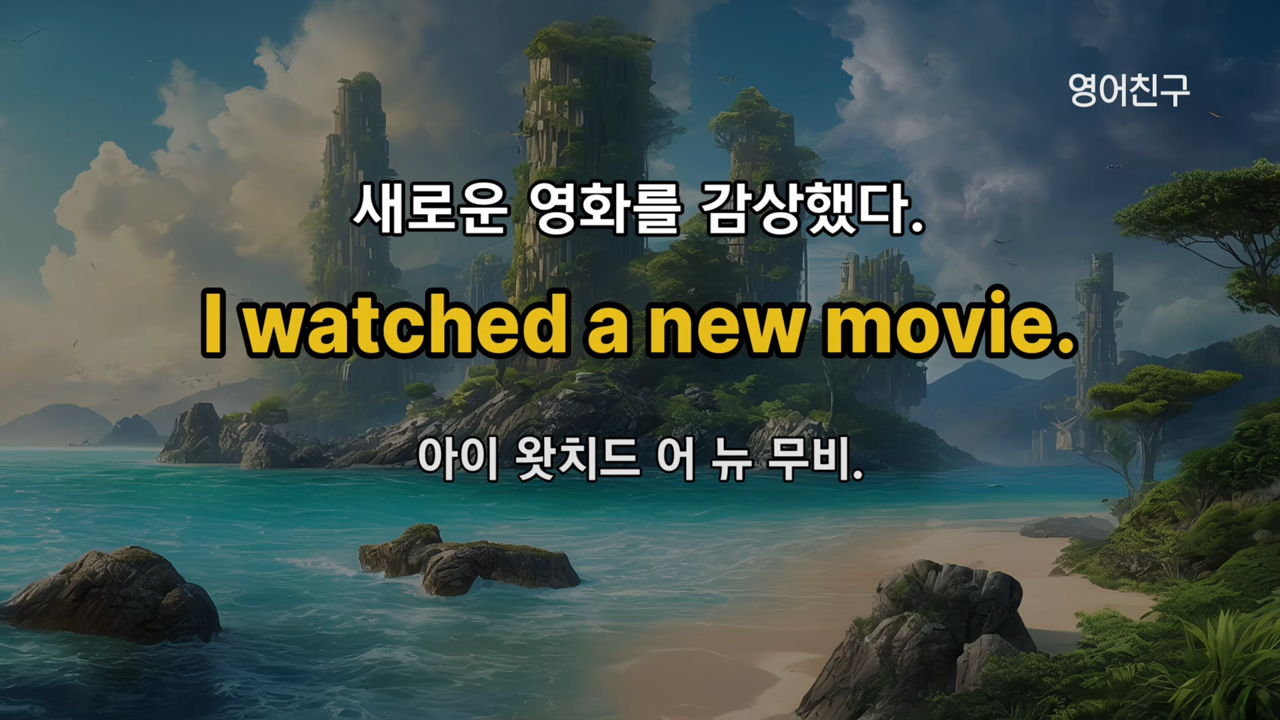 영어친구
새로운 영화를 감상했다.
I watched a new movie.
아이 왓치드 어 뉴 무비.